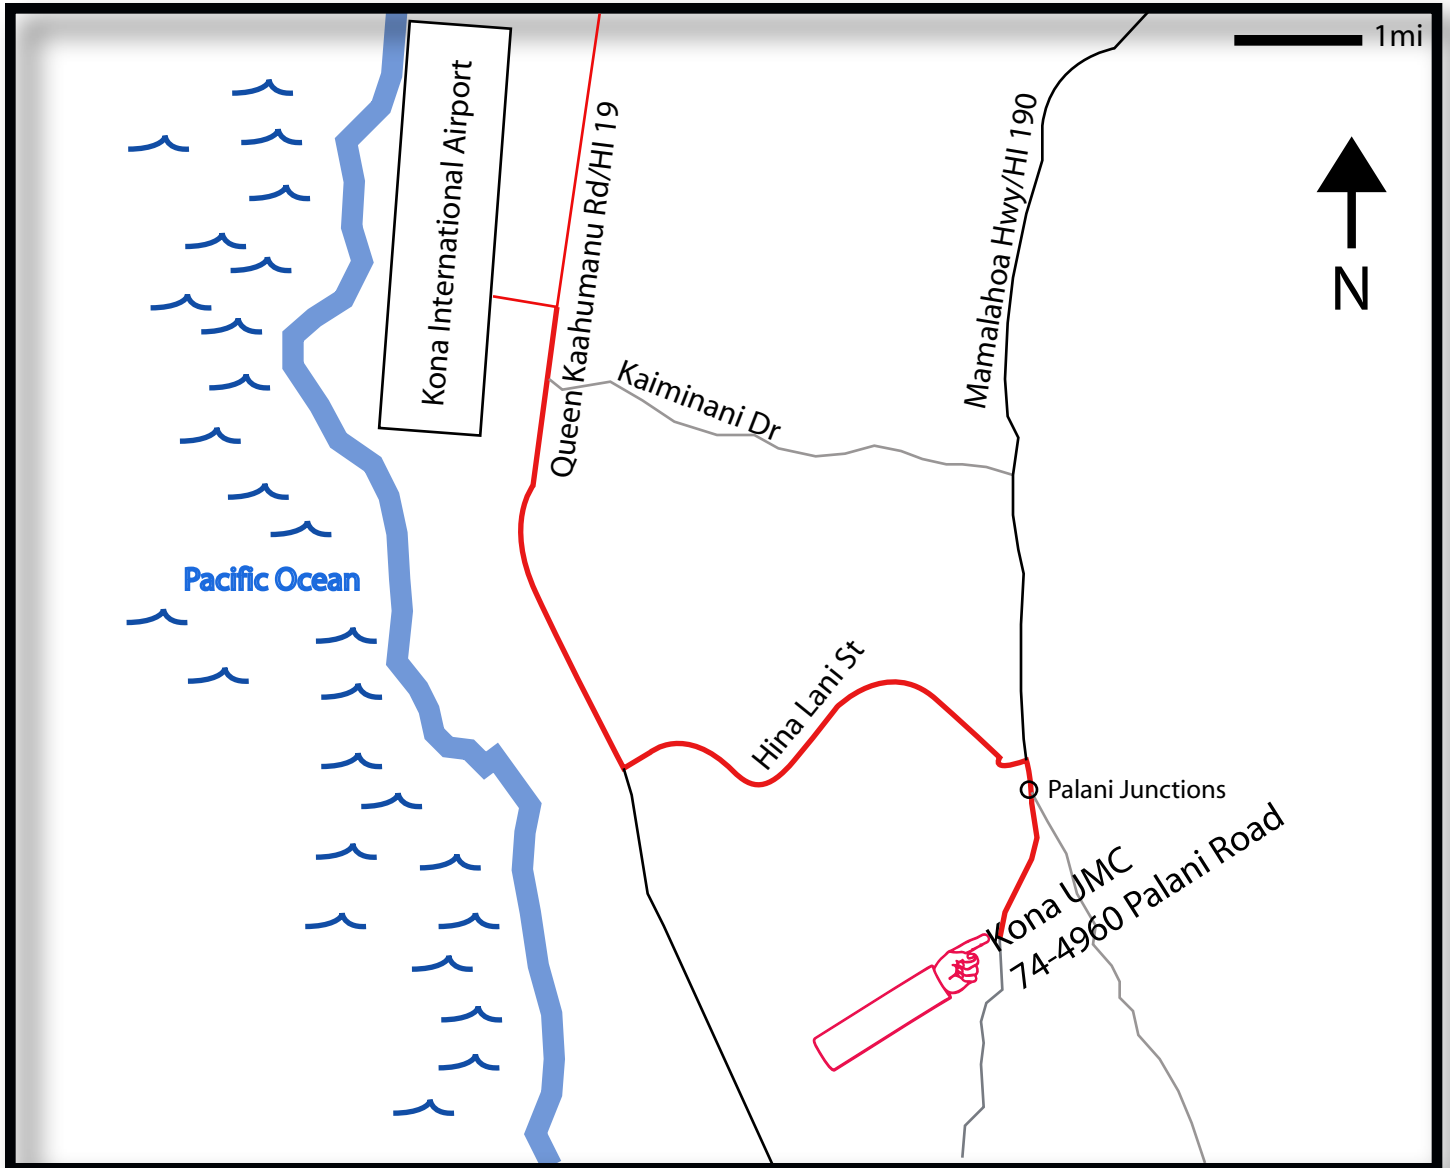 1mi
N
Kona International Airport
Queen Kaahumanu Rd/HI 19
Mamalahoa Hwy/HI 190
Kaiminani Dr
Pacific Ocean
Hina Lani St
Palani Junctions
Kona UMC
74-4960 Palani Road